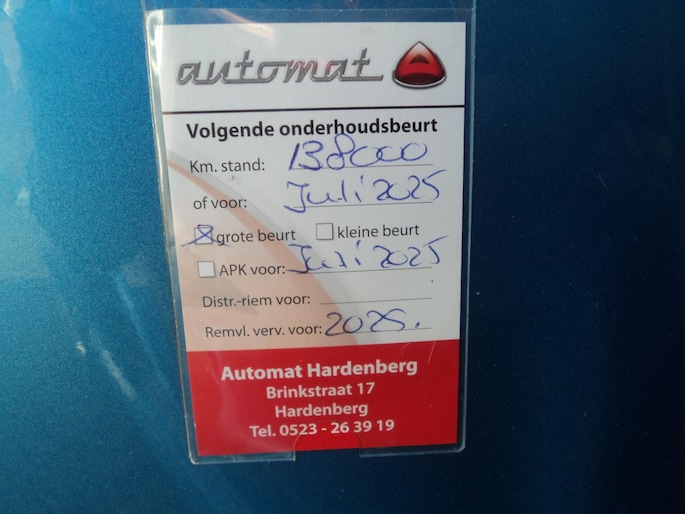 automat
Volgende onderhoudsbeurt
Km. stand: 138000
of voor: Juli 2025
grote beurt kleine beurt
APK voor: Juli 2025
Distr.-riem voor:
Remvl. verv. voor: 2025.
Automat Hardenberg
Brinkstraat 17
Hardenberg
Tel. 0523 - 26 39 19